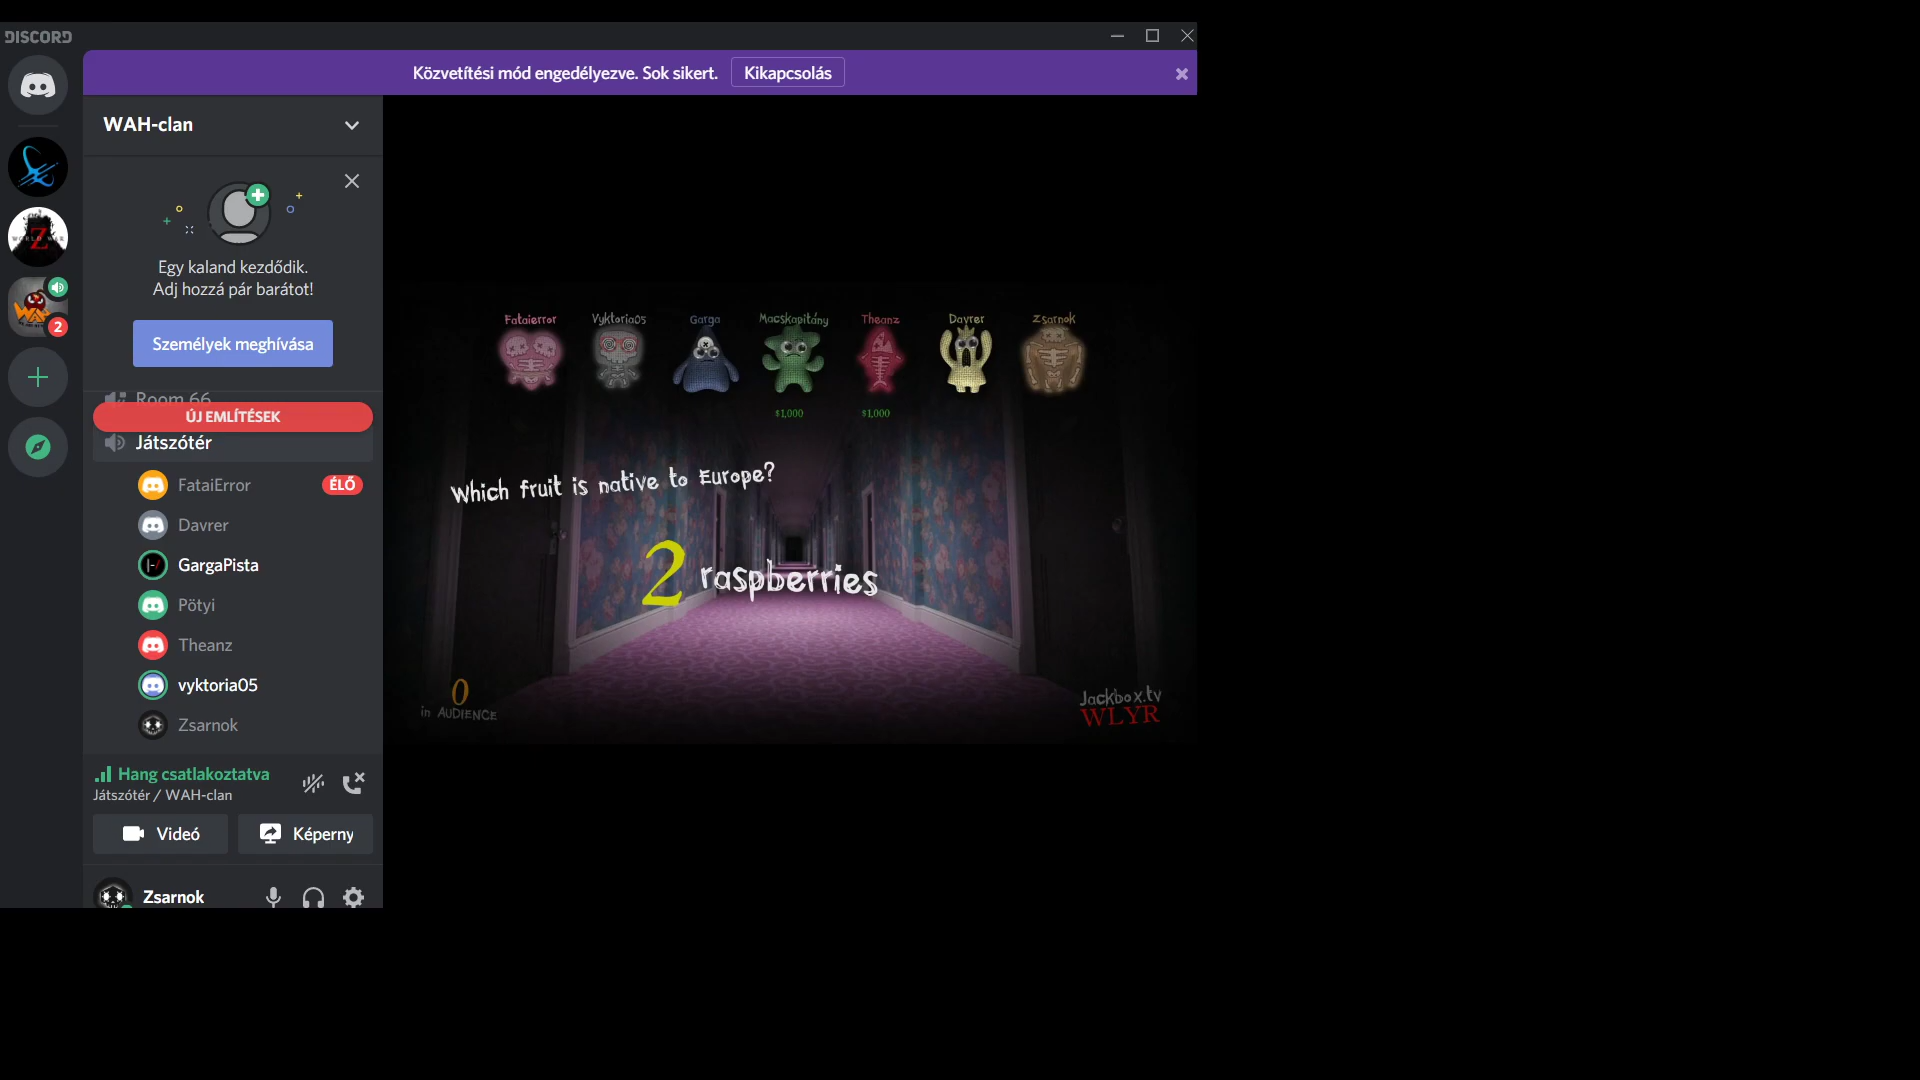 DISCORD
Közvetítési mód engedélyezve. Sok sikert.
Kikapcsolás
WAH-clan
Egy kaland kezdődik.
Adj hozzá pár barátot!
Személyek meghívása
Room 66
ÚJ EMLÍTÉSEK
Játszótér
FataiError
ÉLŐ
Davrer
GargaPista
Pötyi
Theanz
vyktoria05
Zsarnok
Hang csatlakoztatva
Játszótér / WAH-clan
Videó
Képerny
Zsarnok
2
Fataierror
Vyktoria05
Garga
Macskapitány
Theanz
Davrer
Zsarnok
$1,000
$1,000
Which fruit is native to Europe?
2 raspberries
0
in AUDIENCE
Jackbox.tv
WLYR